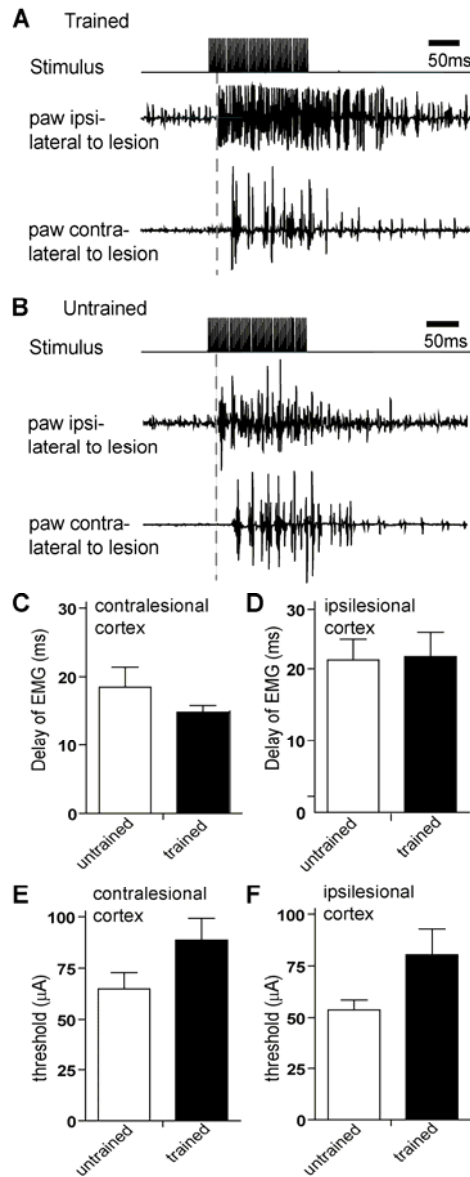 A Trained
Stimulus
50ms
paw ipsi-
lateral to lesion
paw contra-
lateral to lesion
B Untrained
Stimulus
50ms
paw ipsi-
lateral to lesion
paw contra-
lateral to lesion
C contralesional
cortex
Delay of EMG (ms)
30
20
10
0
untrained
trained
D ipsilesional
cortex
Delay of EMG (ms)
30
20
10
0
untrained
trained
E contralesional
cortex
threshold (µA)
100
75
50
25
0
untrained
trained
F ipsilesional
cortex
threshold (µA)
100
75
50
25
0
untrained
trained